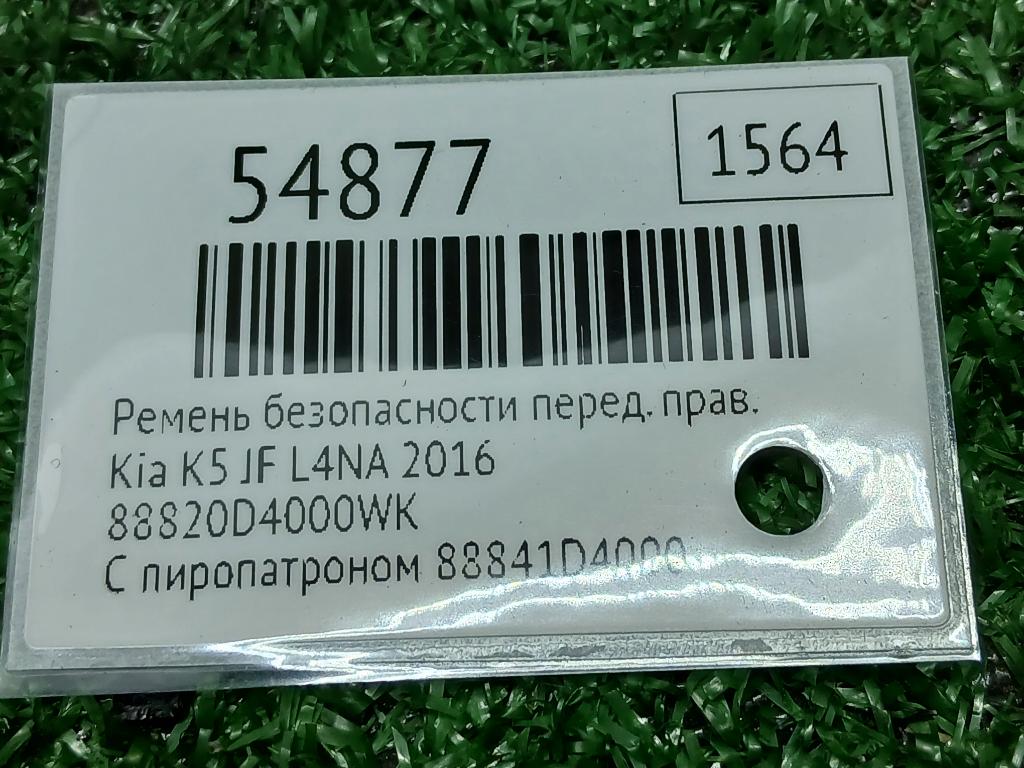 54877
1564
Ремень безопасности перед. прав.
Kia K5 JF L4NA 2016
88820D4000WK
С пиропатроном 88841D4000